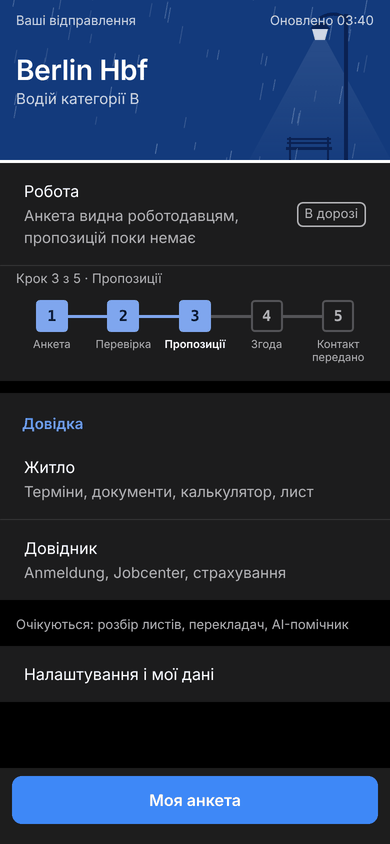 Ваші відправлення
Оновлено 03:40
Berlin Hbf
Водій категорії B
Робота
Анкета видна роботодавцям,
пропозицій поки немає
В дорозі
Крок 3 з 5 · Пропозиції
1 2 3 4 5
Анкета Перевірка Пропозиції Згода Контакт
передано
Довідка
Житло
Терміни, документи, калькулятор, лист
Довідник
Anmeldung, Jobcenter, страхування
Очікуються: розбір листів, перекладач, AI-помічник
Налаштування і мої дані
Моя анкета